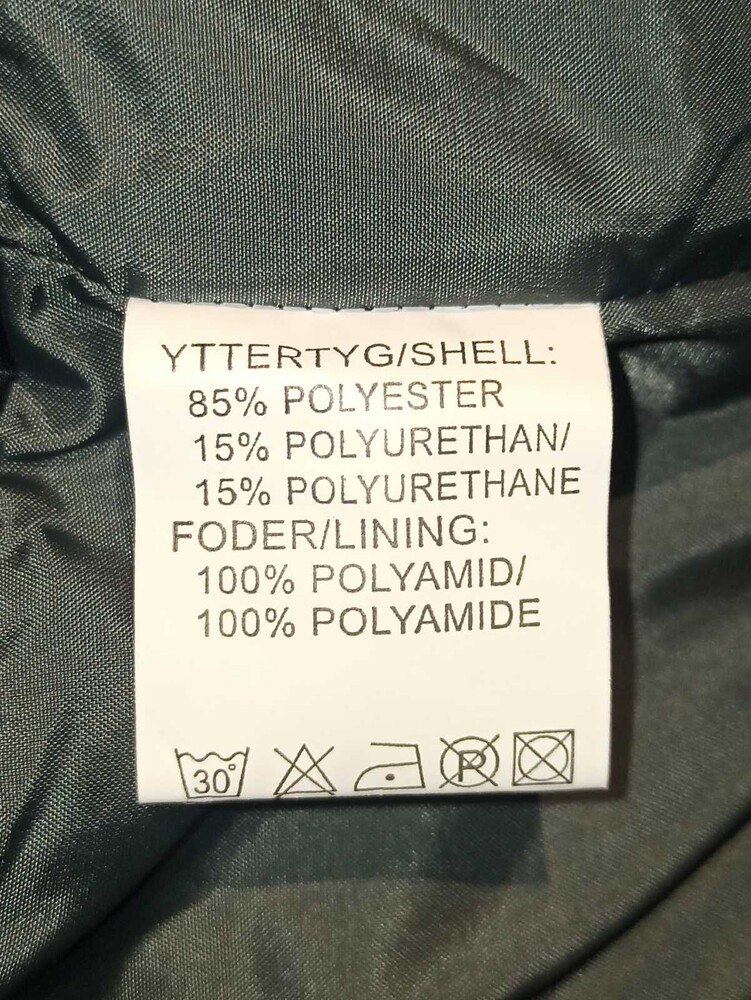 YTTERTYG/SHELL:
85% POLYESTER
15% POLYURETHAN/
15% POLYURETHANE
FODER/LINING:
100% POLYAMID/
100% POLYAMIDE
30° P